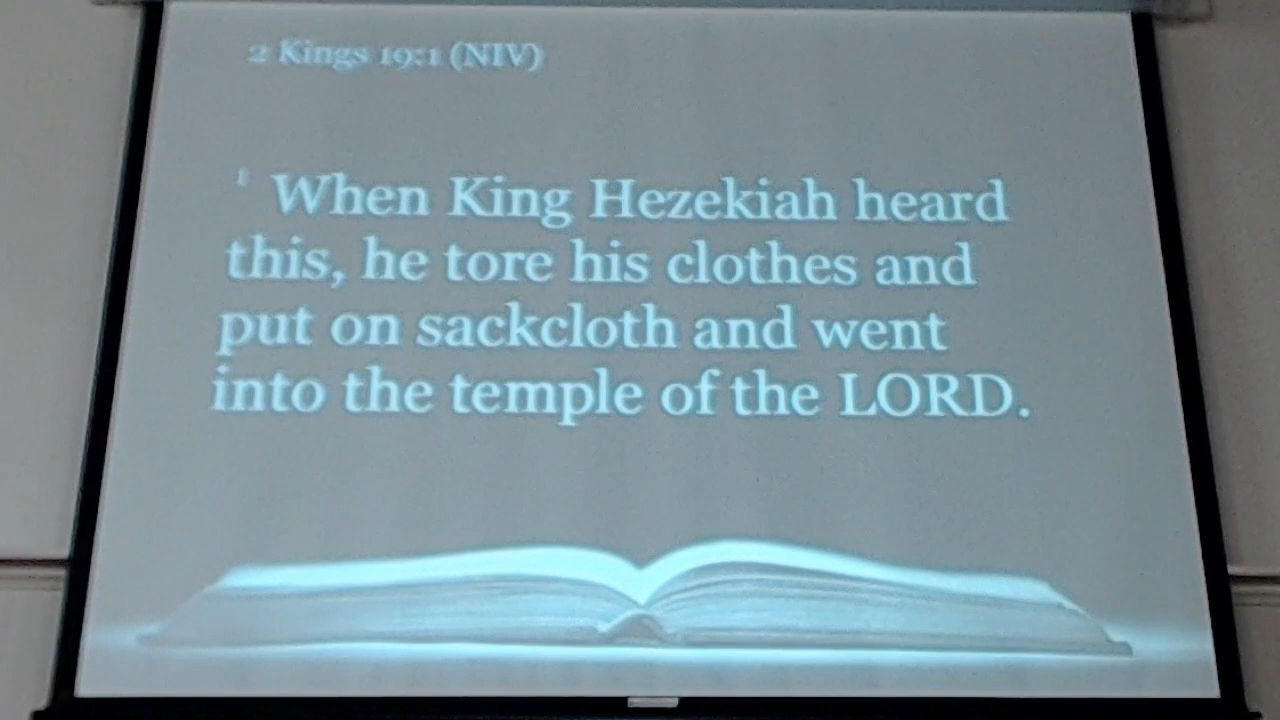 2 Kings 19:1 (NIV)
1 When King Hezekiah heard
this, he tore his clothes and
put on sackcloth and went
into the temple of the LORD.